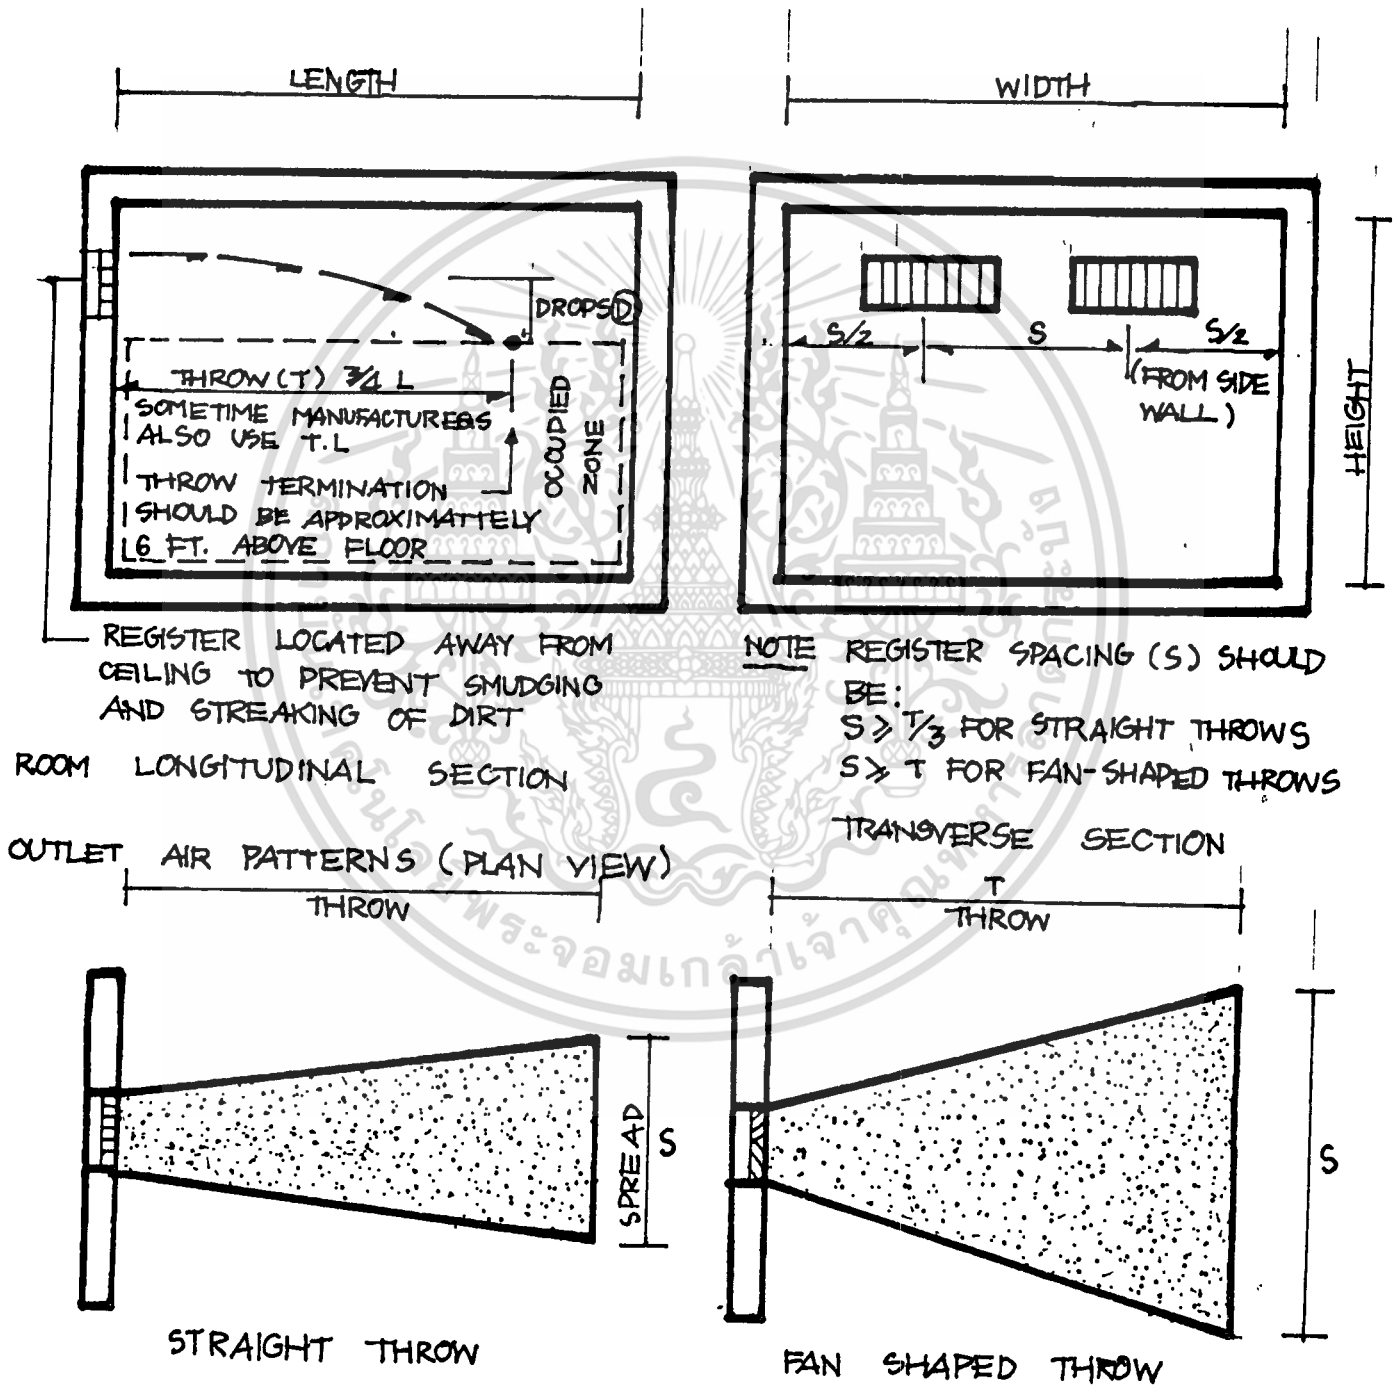 LENGTH
WIDTH
DROPS D
THROW (T) 3/4 L
SOMETIME MANUFACTURERS
ALSO USE T.L
THROW TERMINATION
SHOULD BE APPROXIMATTELY
6 FT. ABOVE FLOOR
OCCUPIED
ZONE
S/2
S
S/2
(FROM SIDE
WALL)
HEIGHT
REGISTER LOCATED AWAY FROM
CEILING TO PREVENT SMUDGING
AND STREAKING OF DIRT
ROOM LONGITUDINAL SECTION
NOTE REGISTER SPACING (S) SHOULD
BE:
S ⩾ T/3 FOR STRAIGHT THROWS
S ⩾ T FOR FAN-SHAPED THROWS
TRANSVERSE SECTION
OUTLET AIR PATTERNS (PLAN VIEW)
THROW
T
THROW
SPREAD
S
S
STRAIGHT THROW
FAN SHAPED THROW